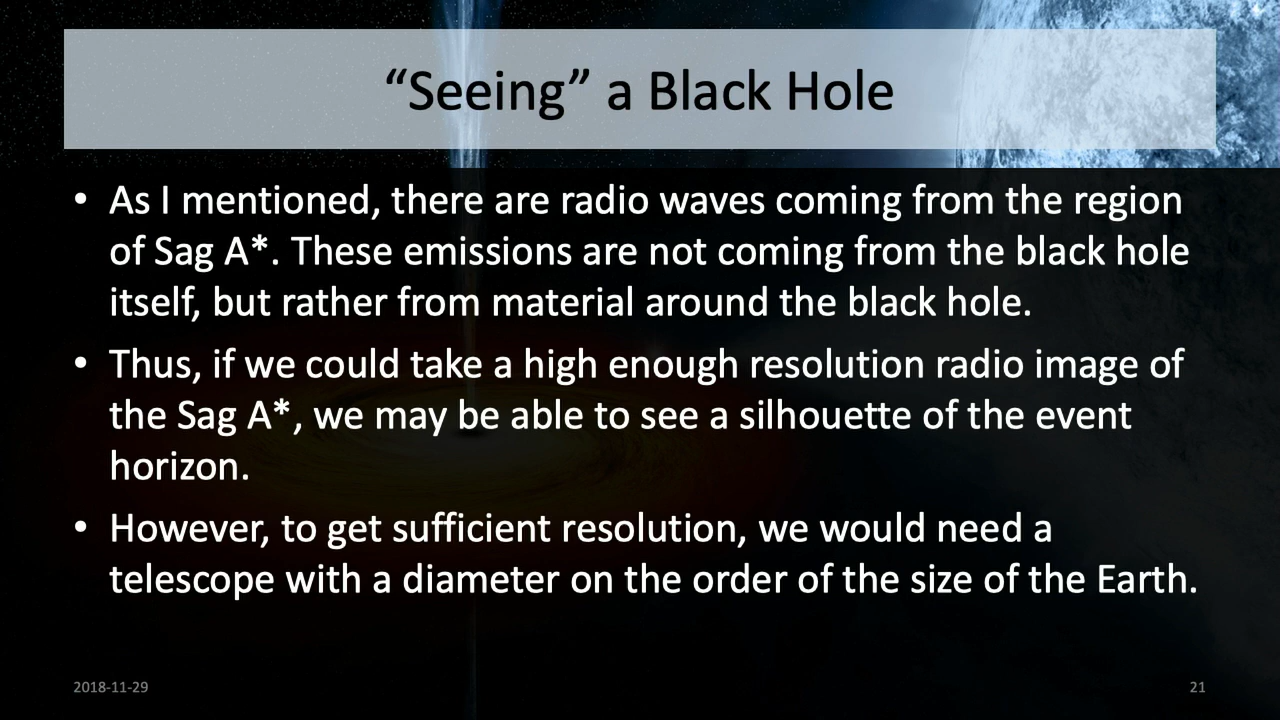 “Seeing” a Black Hole
• As I mentioned, there are radio waves coming from the region
of Sag A*. These emissions are not coming from the black hole
itself, but rather from material around the black hole.
• Thus, if we could take a high enough resolution radio image of
the Sag A*, we may be able to see a silhouette of the event
horizon.
• However, to get sufficient resolution, we would need a
telescope with a diameter on the order of the size of the Earth.
2018-11-29
21